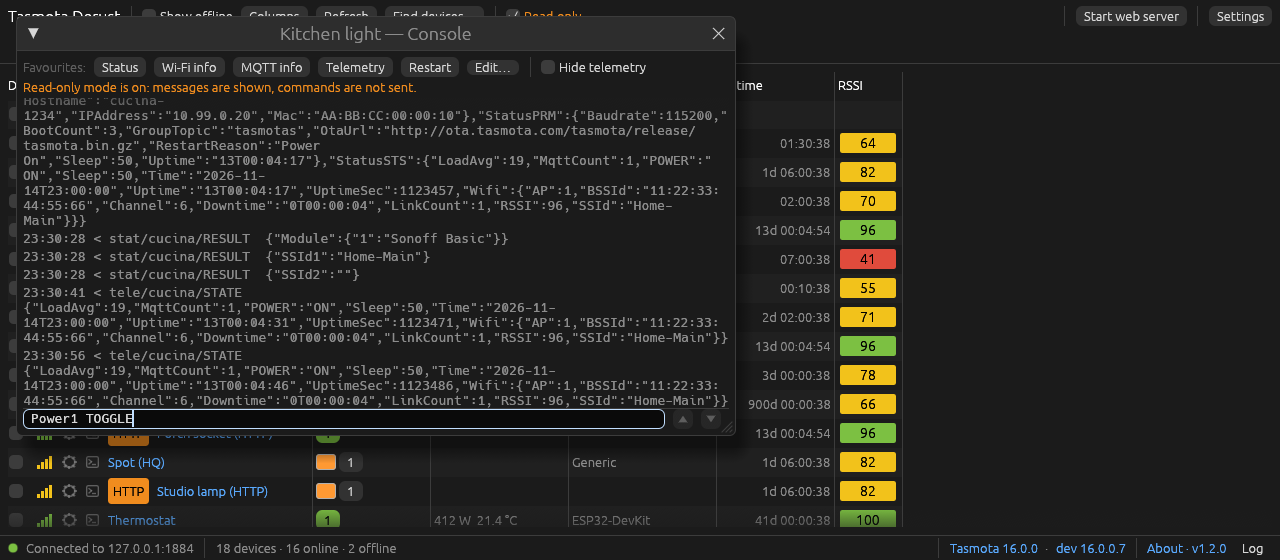 Tasmota Deruct Show offline Columns Refresh Find devices... Read-only Start web server Settings
Kitchen light — Console
Favourites: Status Wi-Fi info MQTT info Telemetry Restart Edit… Hide telemetry
Read-only mode is on: messages are shown, commands are not sent.
Hostname":"cucina-
1234","IPAddress":"10.99.0.20","Mac":"AA:BB:CC:00:00:10"},"StatusPRM":{"Baudrate":115200,"
BootCount":3,"GroupTopic":"tasmotas","OtaUrl":"http://ota.tasmota.com/tasmota/release/
tasmota.bin.gz","RestartReason":"Power
On","Sleep":50,"Uptime":"13T00:04:17"},"StatusSTS":{"LoadAvg":19,"MqttCount":1,"POWER":"
ON","Sleep":50,"Time":"2026-11-
14T23:00:00","Uptime":"13T00:04:17","UptimeSec":1123457,"Wifi":{"AP":1,"BSSId":"11:22:33:
44:55:66","Channel":6,"Downtime":"0T00:00:04","LinkCount":1,"RSSI":96,"SSId":"Home-
Main"}}}
23:30:28 < stat/cucina/RESULT {"Module":{"1":"Sonoff Basic"}}
23:30:28 < stat/cucina/RESULT {"SSId1":"Home-Main"}
23:30:28 < stat/cucina/RESULT {"SSId2":""}
23:30:41 < tele/cucina/STATE
{"LoadAvg":19,"MqttCount":1,"POWER":"ON","Sleep":50,"Time":"2026-11-
14T23:00:00","Uptime":"13T00:04:31","UptimeSec":1123471,"Wifi":{"AP":1,"BSSId":"11:22:33:
44:55:66","Channel":6,"Downtime":"0T00:00:04","LinkCount":1,"RSSI":96,"SSId":"Home-Main"}}
23:30:56 < tele/cucina/STATE
{"LoadAvg":19,"MqttCount":1,"POWER":"ON","Sleep":50,"Time":"2026-11-
14T23:00:00","Uptime":"13T00:04:46","UptimeSec":1123486,"Wifi":{"AP":1,"BSSId":"11:22:33:
44:55:66","Channel":6,"Downtime":"0T00:00:04","LinkCount":1,"RSSI":96,"SSId":"Home-Main"}}
Power1 TOGGLE
time RSSI
01:30:38 64
1d 06:00:38 82
02:00:38 70
13d 00:04:54 96
07:00:38 41
00:10:38 55
2d 02:00:38 71
13d 00:04:54 96
3d 00:00:38 78
900d 00:00:38 66
HTTP Porch socket (HTTP) 1 13d 00:04:54 96
Spot (HQ) 1 Generic 1d 06:00:38 82
HTTP Studio lamp (HTTP) 1 1d 06:00:38 82
Thermostat 1 412 W 21.4 °C ESP32-DevKit 41d 00:00:38 100
Connected to 127.0.0.1:1884 18 devices · 16 online · 2 offline Tasmota 16.0.0 · dev 16.0.0.7 About · v1.2.0 Log